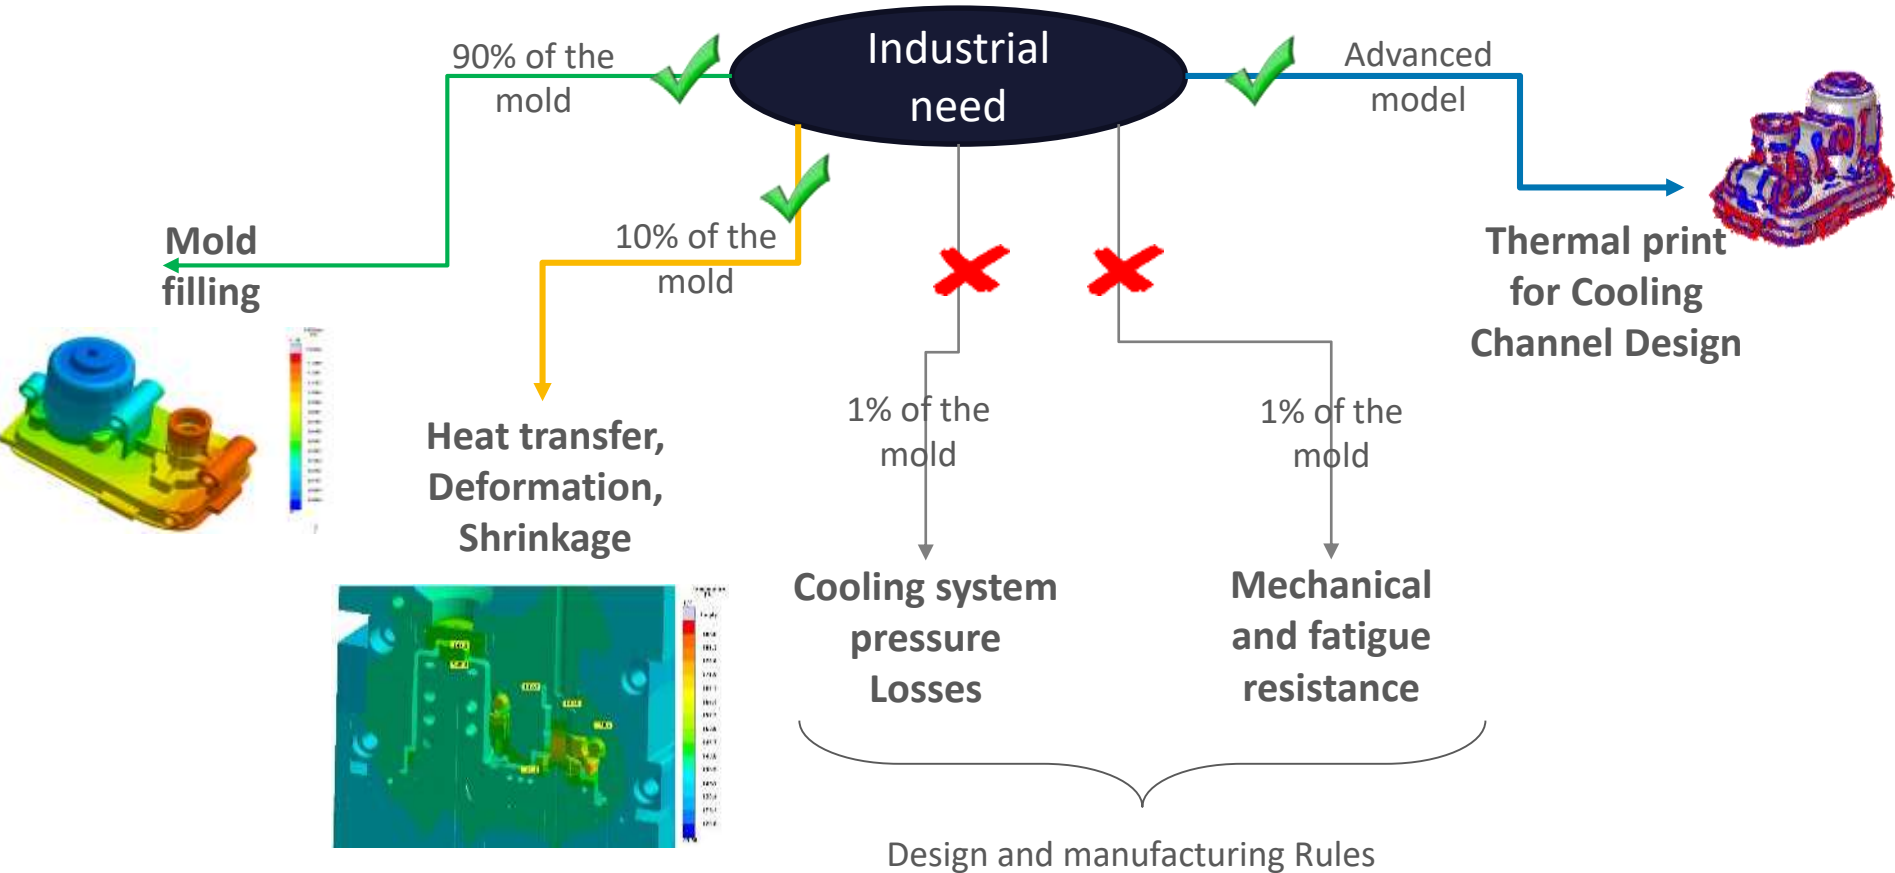 Industrial
need
90% of the
mold
Advanced
model
10% of the
mold
Mold
filling
Thermal print
for Cooling
Channel Design
1% of the
mold
1% of the
mold
Heat transfer,
Deformation,
Shrinkage
Cooling system
pressure
Losses
Mechanical
and fatigue
resistance
Design and manufacturing Rules